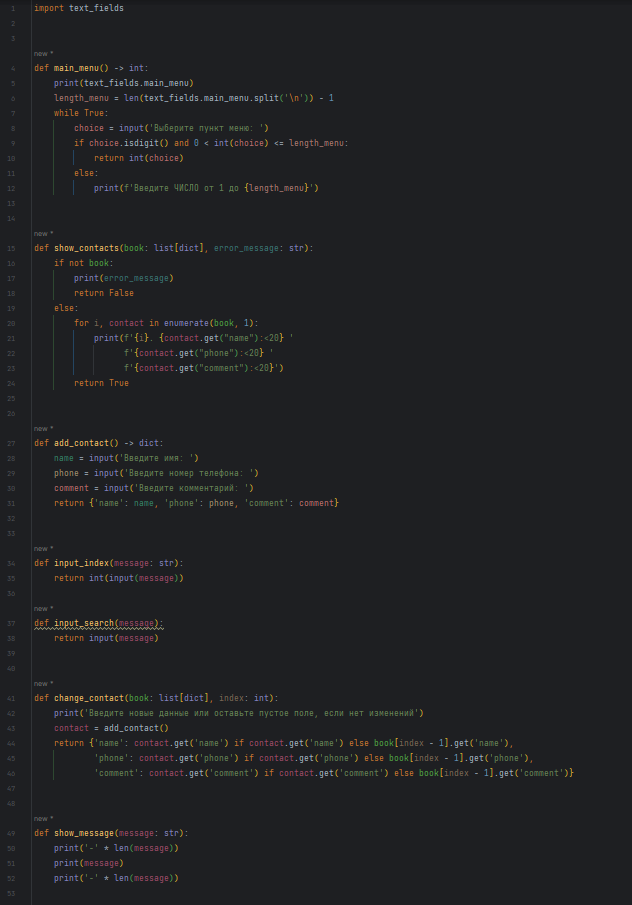 1 import text_fields
2
3
new *
4 def main_menu() -> int:
5     print(text_fields.main_menu)
6     length_menu = len(text_fields.main_menu.split('\n')) - 1
7     while True:
8         choice = input('Выберите пункт меню: ')
9         if choice.isdigit() and 0 < int(choice) <= length_menu:
10             return int(choice)
11         else:
12             print(f'Введите ЧИСЛО от 1 до {length_menu}')
13
14
new *
15 def show_contacts(book: list[dict], error_message: str):
16     if not book:
17         print(error_message)
18         return False
19     else:
20         for i, contact in enumerate(book, 1):
21             print(f'{i}. {contact.get("name"):<20} '
22                   f'{contact.get("phone"):<20} '
23                   f'{contact.get("comment"):<20}')
24         return True
25
26
new *
27 def add_contact() -> dict:
28     name = input('Введите имя: ')
29     phone = input('Введите номер телефона: ')
30     comment = input('Введите комментарий: ')
31     return {'name': name, 'phone': phone, 'comment': comment}
32
33
new *
34 def input_index(message: str):
35     return int(input(message))
36
new *
37 def input_search(message):
38     return input(message)
39
40
new *
41 def change_contact(book: list[dict], index: int):
42     print('Введите новые данные или оставьте пустое поле, если нет изменений')
43     contact = add_contact()
44     return {'name': contact.get('name') if contact.get('name') else book[index - 1].get('name'),
45             'phone': contact.get('phone') if contact.get('phone') else book[index - 1].get('phone'),
46             'comment': contact.get('comment') if contact.get('comment') else book[index - 1].get('comment')}
47
48
new *
49 def show_message(message: str):
50     print('-' * len(message))
51     print(message)
52     print('-' * len(message))
53